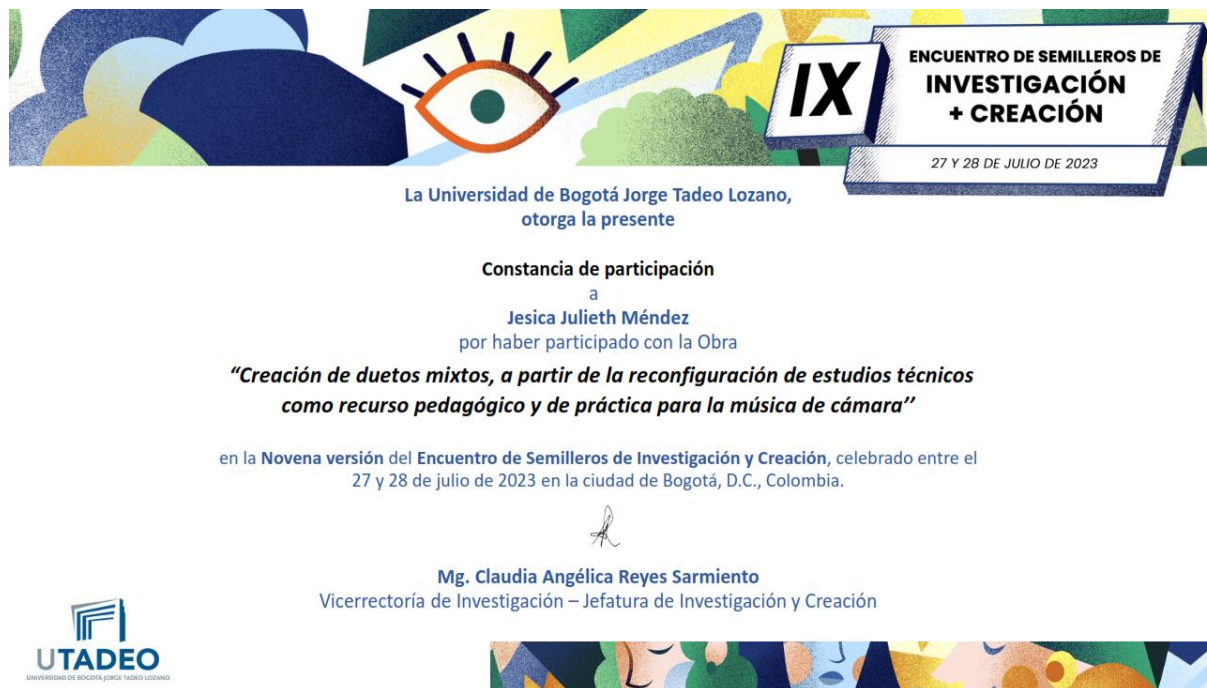 IX
ENCUENTRO DE SEMILLEROS DE
INVESTIGACIÓN
+ CREACIÓN
27 Y 28 DE JULIO DE 2023
La Universidad de Bogotá Jorge Tadeo Lozano,
otorga la presente
Constancia de participación
a
Jesica Julieth Méndez
por haber participado con la Obra
“Creación de duetos mixtos, a partir de la reconfiguración de estudios técnicos
como recurso pedagógico y de práctica para la música de cámara’’
en la Novena versión del Encuentro de Semilleros de Investigación y Creación, celebrado entre el
27 y 28 de julio de 2023 en la ciudad de Bogotá, D.C., Colombia.
Mg. Claudia Angélica Reyes Sarmiento
Vicerrectoría de Investigación – Jefatura de Investigación y Creación
UTADEO
UNIVERSIDAD DE BOGOTÁ JORGE TADEO LOZANO